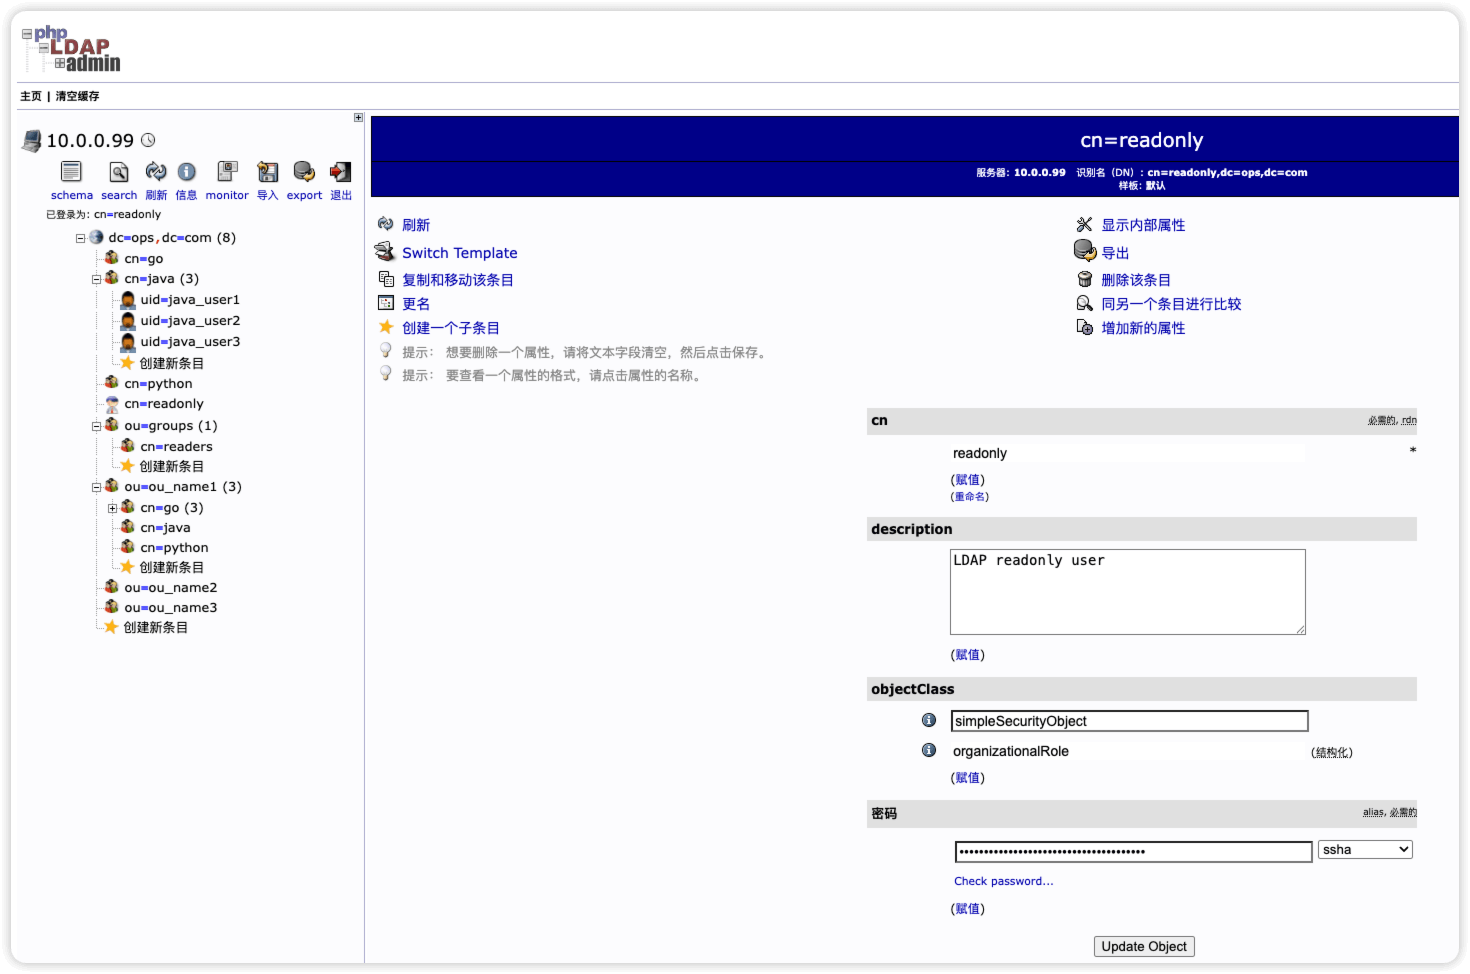 php
LDAP
admin
主页 | 清空缓存
10.0.0.99
schema search 刷新 信息 monitor 导入 export 退出
已登录为: cn=readonly
dc=ops,dc=com (8)
cn=go
cn=java (3)
uid=java_user1
uid=java_user2
uid=java_user3
创建新条目
cn=python
cn=readonly
ou=groups (1)
cn=readers
创建新条目
ou=ou_name1 (3)
cn=go (3)
cn=java
cn=python
创建新条目
ou=ou_name2
ou=ou_name3
创建新条目
cn=readonly
服务器: 10.0.0.99 识别名（DN）: cn=readonly,dc=ops,dc=com
样板: 默认
刷新
Switch Template
复制和移动该条目
更名
创建一个子条目
提示： 想要删除一个属性，请将文本字段清空，然后点击保存。
提示： 要查看一个属性的格式，请点击属性的名称。
显示内部属性
导出
删除该条目
同另一个条目进行比较
增加新的属性
cn 必需的, rdn
readonly *
(赋值)
(重命名)
description
LDAP readonly user
(赋值)
objectClass
simpleSecurityObject
organizationalRole (结构化)
(赋值)
密码 alias, 必需的
•••••••••••••••••••••••••••••••••••••• ssha
Check password...
(赋值)
Update Object